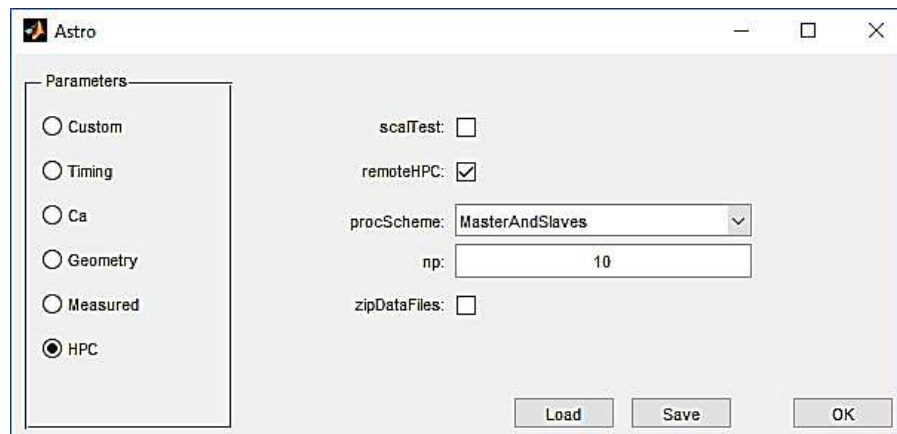 Astro
Parameters
Custom
Timing
Ca
Geometry
Measured
HPC
scalTest:
remoteHPC:
procScheme: MasterAndSlaves
np: 10
zipDataFiles:
Load Save OK